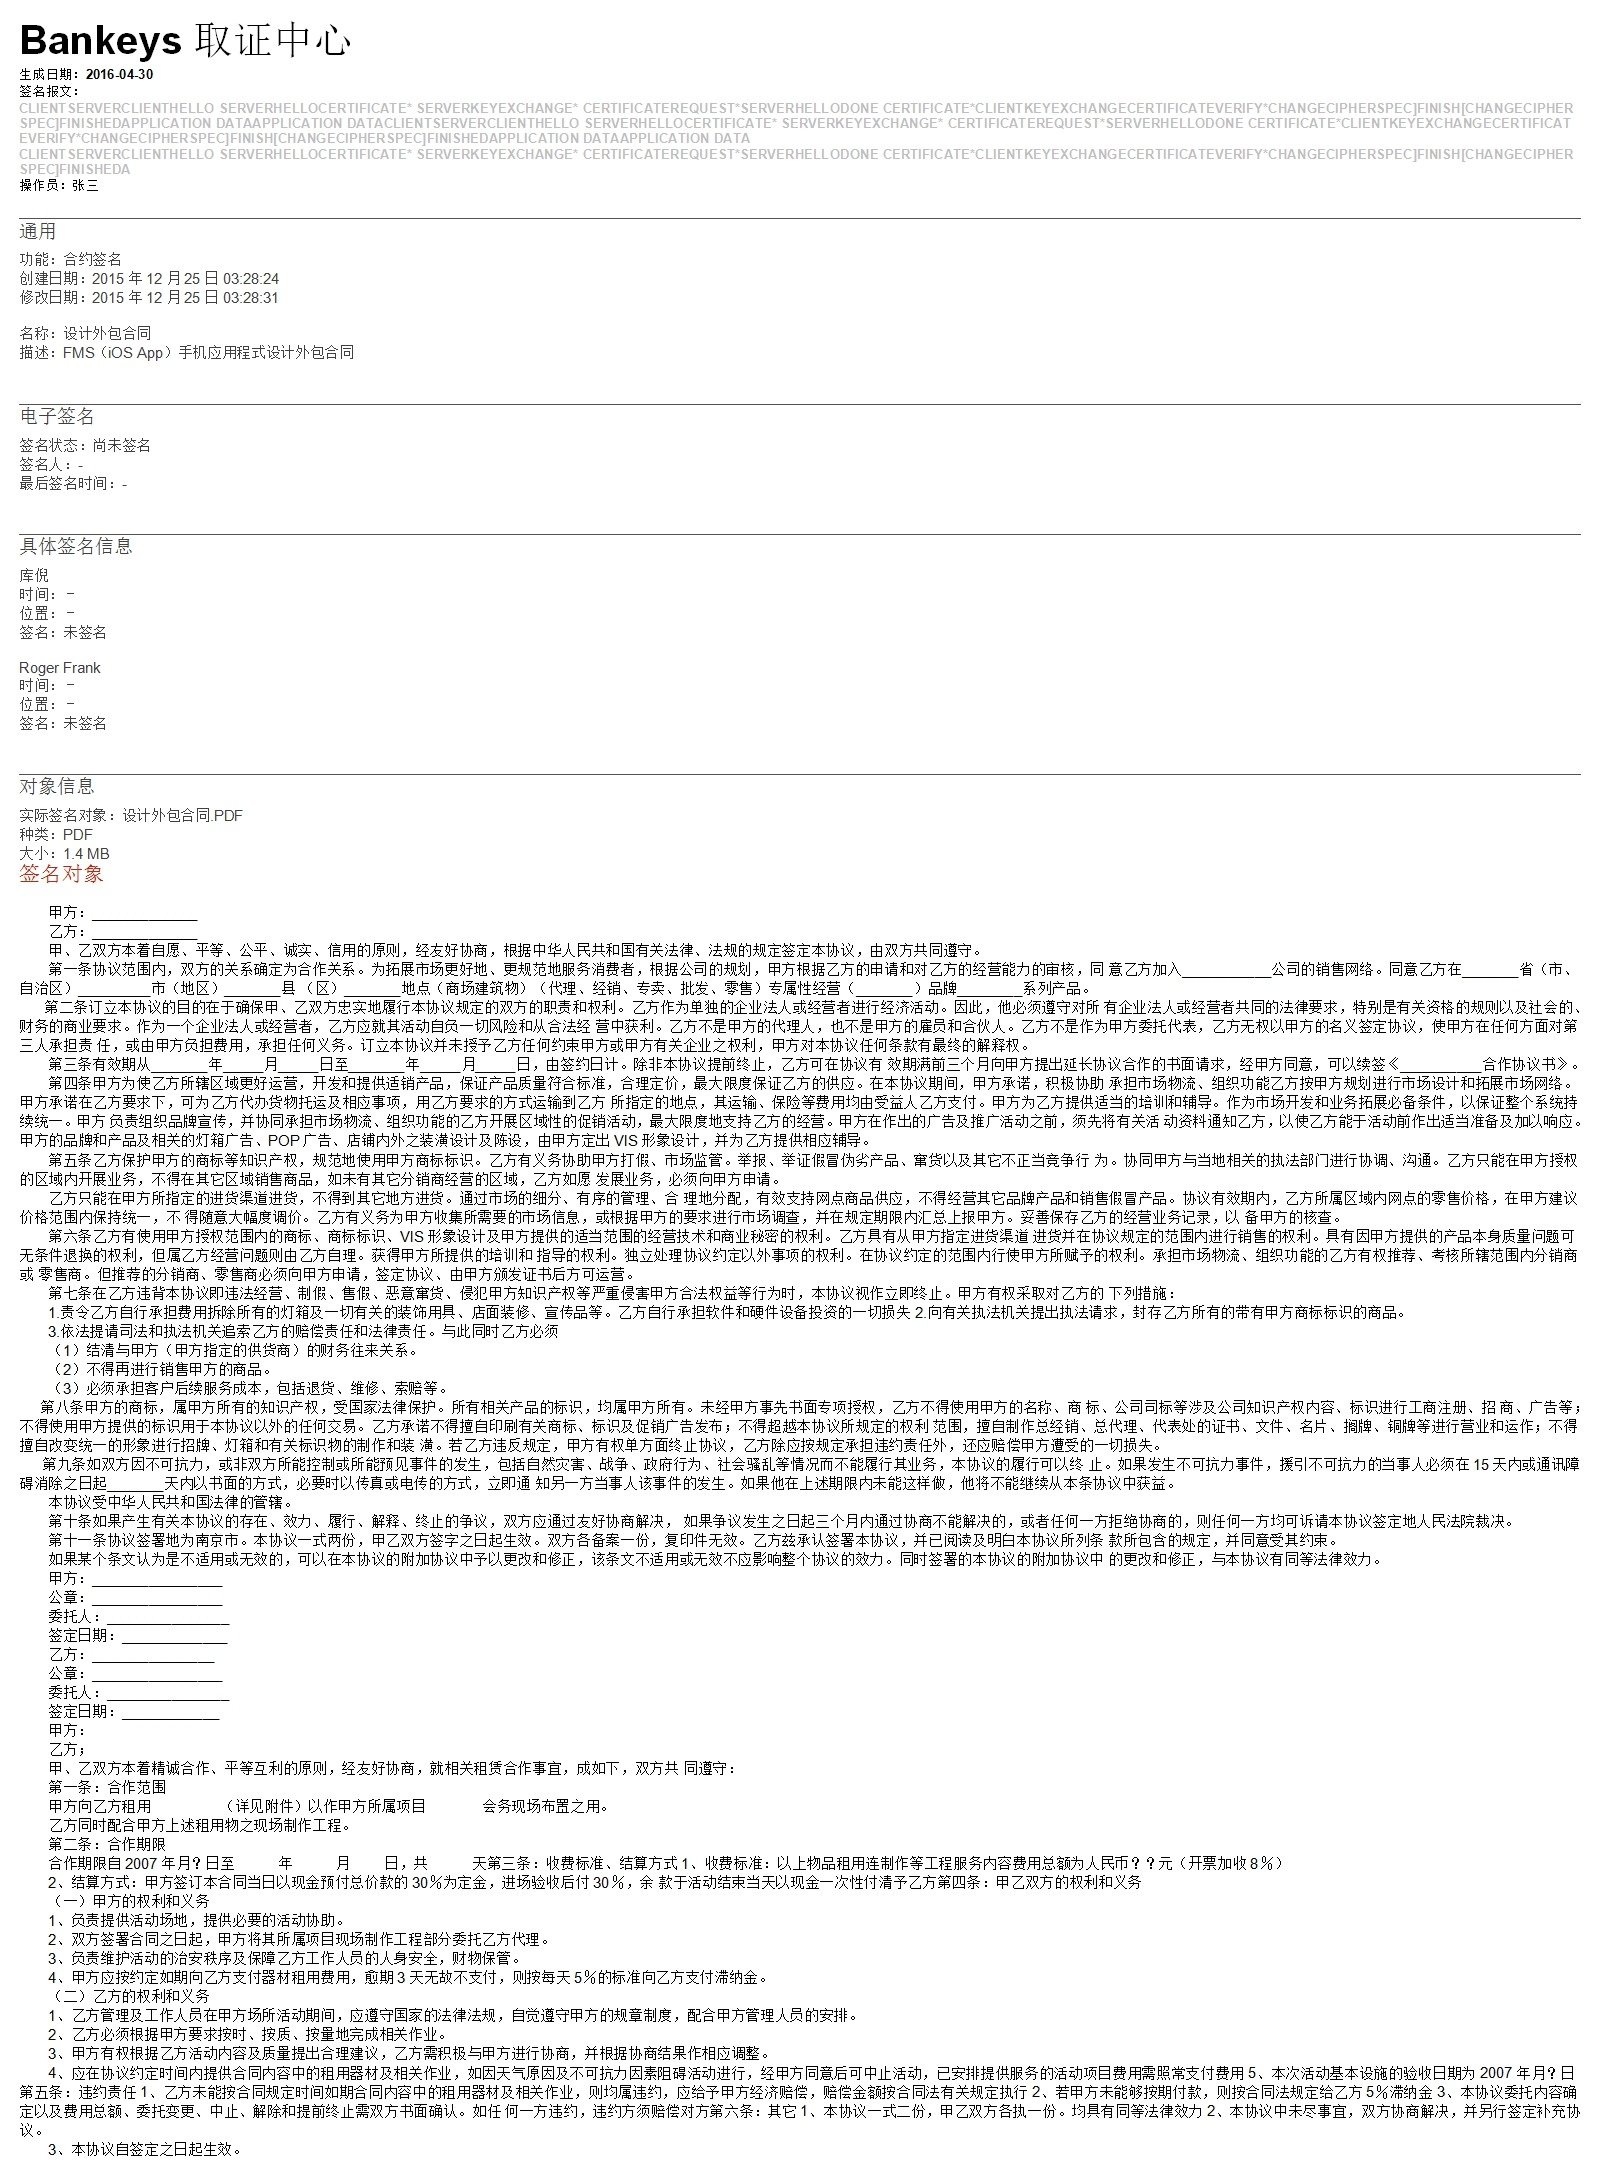 Bankeys 取证中心
生成日期：2016-04-30
签名报文：
CLIENTSERVERCLIENTHELLO SERVERHELLOCERTIFICATE* SERVERKEYEXCHANGE* CERTIFICATEREQUEST*SERVERHELLODONE CERTIFICATE*CLIENTKEYEXCHANGECERTIFICATEVERIFY*CHANGECIPHERSPEC]FINISH[CHANGECIPHER
SPEC]FINISHEDAPPLICATION DATAAPPLICATION DATACLIENTSERVERCLIENTHELLO SERVERHELLOCERTIFICATE* SERVERKEYEXCHANGE* CERTIFICATEREQUEST*SERVERHELLODONE CERTIFICATE*CLIENTKEYEXCHANGECERTIFICAT
EVERIFY*CHANGECIPHERSPEC]FINISH[CHANGECIPHERSPEC]FINISHEDAPPLICATION DATAAPPLICATION DATA
CLIENTSERVERCLIENTHELLO SERVERHELLOCERTIFICATE* SERVERKEYEXCHANGE* CERTIFICATEREQUEST*SERVERHELLODONE CERTIFICATE*CLIENTKEYEXCHANGECERTIFICATEVERIFY*CHANGECIPHERSPEC]FINISH[CHANGECIPHER
SPEC]FINISHEDA
操作员：张三
通用
功能：合约签名
创建日期：2015 年 12 月 25 日 03:28:24
修改日期：2015 年 12 月 25 日 03:28:31
名称：设计外包合同
描述：FMS（iOS App）手机应用程式设计外包合同
电子签名
签名状态：尚未签名
签名人：-
最后签名时间：-
具体签名信息
库倪
时间：－
位置：－
签名：未签名
Roger Frank
时间：－
位置：－
签名：未签名
对象信息
实际签名对象：设计外包合同.PDF
种类：PDF
大小：1.4 MB
签名对象
甲方：_____________
乙方：_____________
甲、乙双方本着自愿、平等、公平、诚实、信用的原则，经友好协商，根据中华人民共和国有关法律、法规的规定签定本协议，由双方共同遵守。
第一条协议范围内，双方的关系确定为合作关系。为拓展市场更好地、更规范地服务消费者，根据公司的规划，甲方根据乙方的申请和对乙方的经营能力的审核，同 意乙方加入___________公司的销售网络。同意乙方在_______省（市、
自治区）_________市（地区）_______县 （区）_______地点（商场建筑物）（代理、经销、专卖、批发、零售）专属性经营（_______）品牌________系列产品。
第二条订立本协议的目的在于确保甲、乙双方忠实地履行本协议规定的双方的职责和权利。乙方作为单独的企业法人或经营者进行经济活动。因此，他必须遵守对所 有企业法人或经营者共同的法律要求，特别是有关资格的规则以及社会的、
财务的商业要求。作为一个企业法人或经营者，乙方应就其活动自负一切风险和从合法经 营中获利。乙方不是甲方的代理人，也不是甲方的雇员和合伙人。乙方不是作为甲方委托代表，乙方无权以甲方的名义签定协议，使甲方在任何方面对第
三人承担责 任，或由甲方负担费用，承担任何义务。订立本协议并未授予乙方任何约束甲方或甲方有关企业之权利，甲方对本协议任何条款有最终的解释权。
第三条有效期从_______年_____月_____日至_______年_____月_____日，由签约日计。除非本协议提前终止，乙方可在协议有 效期满前三个月向甲方提出延长协议合作的书面请求，经甲方同意，可以续签《__________合作协议书》。
第四条甲方为使乙方所辖区域更好运营，开发和提供适销产品，保证产品质量符合标准，合理定价，最大限度保证乙方的供应。在本协议期间，甲方承诺，积极协助 承担市场物流、组织功能乙方按甲方规划进行市场设计和拓展市场网络。
甲方承诺在乙方要求下，可为乙方代办货物托运及相应事项，用乙方要求的方式运输到乙方 所指定的地点，其运输、保险等费用均由受益人乙方支付。甲方为乙方提供适当的培训和辅导。作为市场开发和业务拓展必备条件，以保证整个系统持
续统一。甲方 负责组织品牌宣传，并协同承担市场物流、组织功能的乙方开展区域性的促销活动，最大限度地支持乙方的经营。甲方在作出的广告及推广活动之前，须先将有关活 动资料通知乙方，以使乙方能于活动前作出适当准备及加以响应。
甲方的品牌和产品及相关的灯箱广告、POP 广告、店铺内外之装潢设计及陈设，由甲方定出 VIS 形象设计，并为乙方提供相应辅导。
第五条乙方保护甲方的商标等知识产权，规范地使用甲方商标标识。乙方有义务协助甲方打假、市场监管。举报、举证假冒伪劣产品、窜货以及其它不正当竞争行 为。协同甲方与当地相关的执法部门进行协调、沟通。乙方只能在甲方授权
的区域内开展业务，不得在其它区域销售商品，如未有其它分销商经营的区域，乙方如愿 发展业务，必须向甲方申请。
乙方只能在甲方所指定的进货渠道进货，不得到其它地方进货。通过市场的细分、有序的管理、合 理地分配，有效支持网点商品供应，不得经营其它品牌产品和销售假冒产品。协议有效期内，乙方所属区域内网点的零售价格，在甲方建议
价格范围内保持统一，不 得随意大幅度调价。乙方有义务为甲方收集所需要的市场信息，或根据甲方的要求进行市场调查，并在规定期限内汇总上报甲方。妥善保存乙方的经营业务记录，以 备甲方的核查。
第六条乙方有使用甲方授权范围内的商标、商标标识、VIS 形象设计及甲方提供的适当范围的经营技术和商业秘密的权利。乙方具有从甲方指定进货渠道 进货并在协议规定的范围内进行销售的权利。具有因甲方提供的产品本身质量问题可
无条件退换的权利，但属乙方经营问题则由乙方自理。获得甲方所提供的培训和 指导的权利。独立处理协议约定以外事项的权利。在协议约定的范围内行使甲方所赋予的权利。承担市场物流、组织功能的乙方有权推荐、考核所辖范围内分销商
或 零售商。但推荐的分销商、零售商必须向甲方申请，签定协议、由甲方颁发证书后方可运营。
第七条在乙方违背本协议即违法经营、制假、售假、恶意窜货、侵犯甲方知识产权等严重侵害甲方合法权益等行为时，本协议视作立即终止。甲方有权采取对乙方的 下列措施：
1.责令乙方自行承担费用拆除所有的灯箱及一切有关的装饰用具、店面装修、宣传品等。乙方自行承担软件和硬件设备投资的一切损失 2.向有关执法机关提出执法请求，封存乙方所有的带有甲方商标标识的商品。
3.依法提请司法和执法机关追索乙方的赔偿责任和法律责任。与此同时乙方必须
（1）结清与甲方（甲方指定的供货商）的财务往来关系。
（2）不得再进行销售甲方的商品。
（3）必须承担客户后续服务成本，包括退货、维修、索赔等。
第八条甲方的商标，属甲方所有的知识产权，受国家法律保护。所有相关产品的标识，均属甲方所有。未经甲方事先书面专项授权，乙方不得使用甲方的名称、商 标、公司司标等涉及公司知识产权内容、标识进行工商注册、招 商、广告等；
不得使用甲方提供的标识用于本协议以外的任何交易。乙方承诺不得擅自印刷有关商标、标识及促销广告发布；不得超越本协议所规定的权利 范围，擅自制作总经销、总代理、代表处的证书、文件、名片、搁牌、铜牌等进行营业和运作；不得
擅自改变统一的形象进行招牌、灯箱和有关标识物的制作和装 潢。若乙方违反规定，甲方有权单方面终止协议，乙方除应按规定承担违约责任外，还应赔偿甲方遭受的一切损失。
第九条如双方因不可抗力，或非双方所能控制或所能预见事件的发生，包括自然灾害、战争、政府行为、社会骚乱等情况而不能履行其业务，本协议的履行可以终 止。如果发生不可抗力事件，援引不可抗力的当事人必须在 15 天内或通讯障
碍消除之日起_______天内以书面的方式，必要时以传真或电传的方式，立即通 知另一方当事人该事件的发生。如果他在上述期限内未能这样做，他将不能继续从本条协议中获益。
本协议受中华人民共和国法律的管辖。
第十条如果产生有关本协议的存在、效力、履行、解释、终止的争议，双方应通过友好协商解决， 如果争议发生之日起三个月内通过协商不能解决的，或者任何一方拒绝协商的，则任何一方均可诉请本协议签定地人民法院裁决。
第十一条协议签署地为南京市。本协议一式两份，甲乙双方签字之日起生效。双方各备案一份，复印件无效。乙方兹承认签署本协议，并已阅读及明白本协议所列条 款所包含的规定，并同意受其约束。
如果某个条文认为是不适用或无效的，可以在本协议的附加协议中予以更改和修正，该条文不适用或无效不应影响整个协议的效力。同时签署的本协议的附加协议中 的更改和修正，与本协议有同等法律效力。
甲方：________________
公章：________________
委托人：_______________
签定日期：_____________
乙方：_______________
公章：________________
委托人：_______________
签定日期：____________
甲方：
乙方；
甲、乙双方本着精诚合作、平等互利的原则，经友好协商，就相关租赁合作事宜，成如下，双方共 同遵守：
第一条：合作范围
甲方向乙方租用 （详见附件）以作甲方所属项目 会务现场布置之用。
乙方同时配合甲方上述租用物之现场制作工程。
第二条：合作期限
合作期限自 2007 年月？日至 年 月 日，共 天第三条：收费标准、结算方式 1、收费标准：以上物品租用连制作等工程服务内容费用总额为人民币？？元（开票加收 8％）
2、结算方式：甲方签订本合同当日以现金预付总价款的 30％为定金，进场验收后付 30％，余 款于活动结束当天以现金一次性付清予乙方第四条：甲乙双方的权利和义务
（一）甲方的权利和义务
1、负责提供活动场地，提供必要的活动协助。
2、双方签署合同之日起，甲方将其所属项目现场制作工程部分委托乙方代理。
3、负责维护活动的治安秩序及保障乙方工作人员的人身安全，财物保管。
4、甲方应按约定如期向乙方支付器材租用费用，愈期 3 天无故不支付，则按每天 5％的标准向乙方支付滞纳金。
（二）乙方的权利和义务
1、乙方管理及工作人员在甲方场所活动期间，应遵守国家的法律法规，自觉遵守甲方的规章制度，配合甲方管理人员的安排。
2、乙方必须根据甲方要求按时、按质、按量地完成相关作业。
3、甲方有权根据乙方活动内容及质量提出合理建议，乙方需积极与甲方进行协商，并根据协商结果作相应调整。
4、应在协议约定时间内提供合同内容中的租用器材及相关作业，如因天气原因及不可抗力因素阻碍活动进行，经甲方同意后可中止活动，已安排提供服务的活动项目费用需照常支付费用 5、本次活动基本设施的验收日期为 2007 年月？日
第五条：违约责任 1、乙方未能按合同规定时间如期合同内容中的租用器材及相关作业，则均属违约，应给予甲方经济赔偿，赔偿金额按合同法有关规定执行 2、若甲方未能够按期付款，则按合同法规定给乙方 5％滞纳金 3、本协议委托内容确
定以及费用总额、委托变更、中止、解除和提前终止需双方书面确认。如任 何一方违约，违约方须赔偿对方第六条：其它 1、本协议一式二份，甲乙双方各执一份。均具有同等法律效力 2、本协议中未尽事宜，双方协商解决，并另行签定补充协
议。
3、本协议自签定之日起生效。